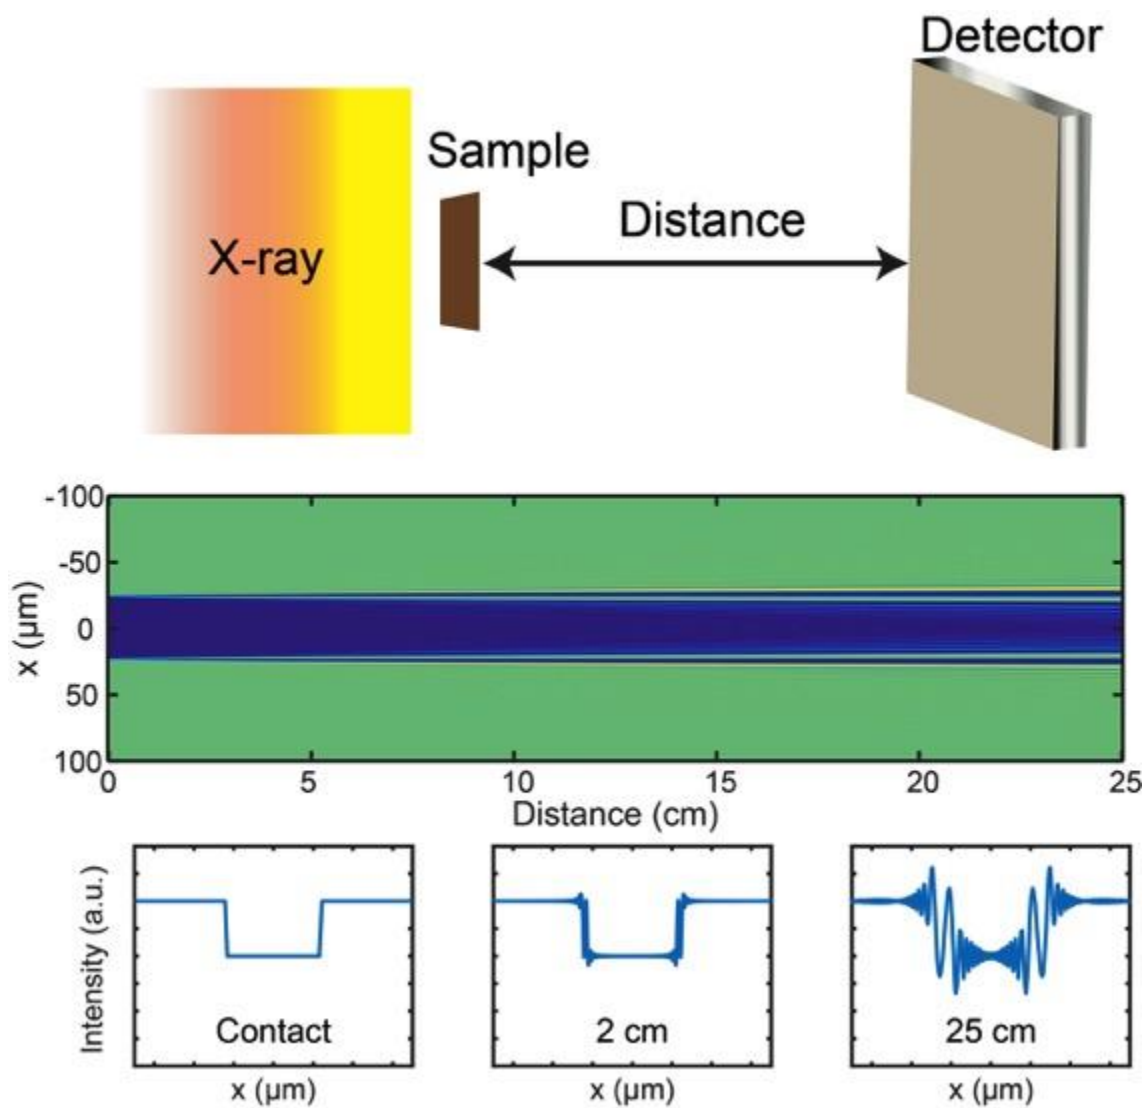 Detector
Sample
X-ray
Distance
x (µm)
-100
-50
0
50
100
0 5 10 15 20 25
Distance (cm)
Intensity (a.u.)
Contact
x (µm)
2 cm
x (µm)
25 cm
x (µm)